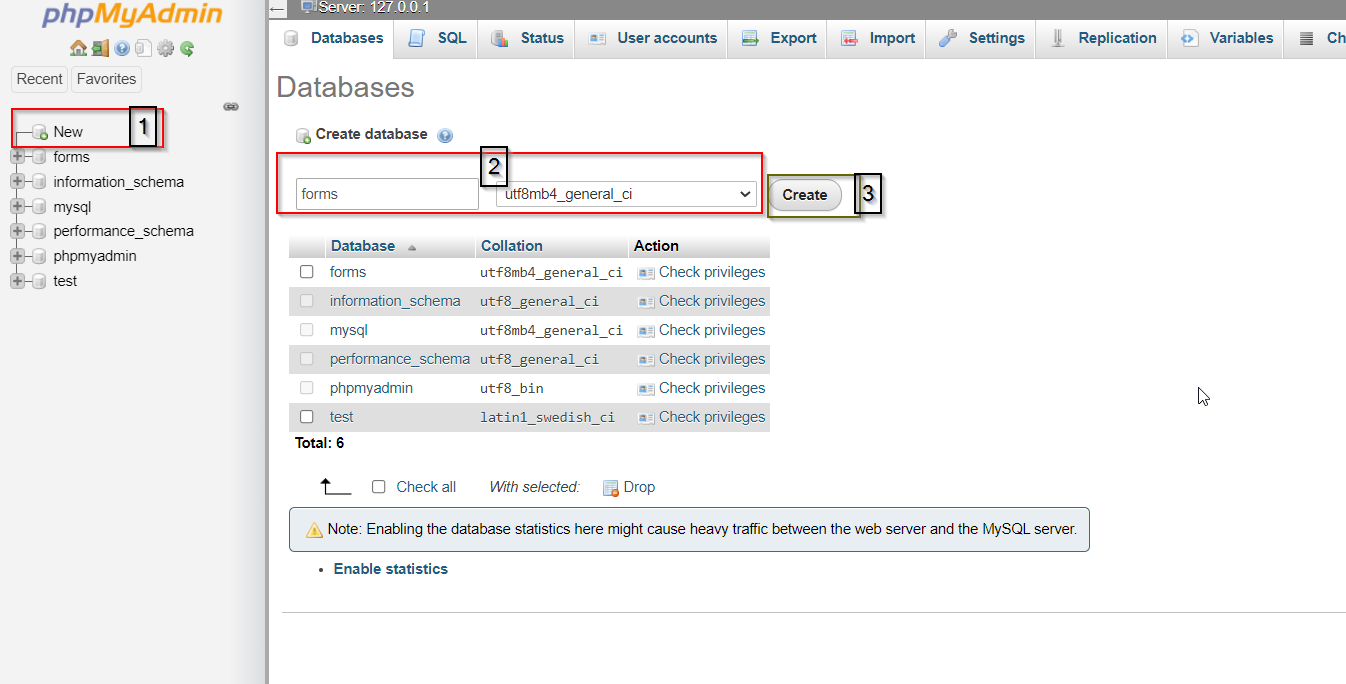 phpMyAdmin
Recent Favorites
New 1
forms
information_schema
mysql
performance_schema
phpmyadmin
test
Server: 127.0.0.1
Databases SQL Status User accounts Export Import Settings Replication Variables Ch
Databases
Create database
2
forms utf8mb4_general_ci Create 3
Database Collation Action
forms utf8mb4_general_ci Check privileges
information_schema utf8_general_ci Check privileges
mysql utf8mb4_general_ci Check privileges
performance_schema utf8_general_ci Check privileges
phpmyadmin utf8_bin Check privileges
test latin1_swedish_ci Check privileges
Total: 6
Check all With selected: Drop
Note: Enabling the database statistics here might cause heavy traffic between the web server and the MySQL server.
• Enable statistics